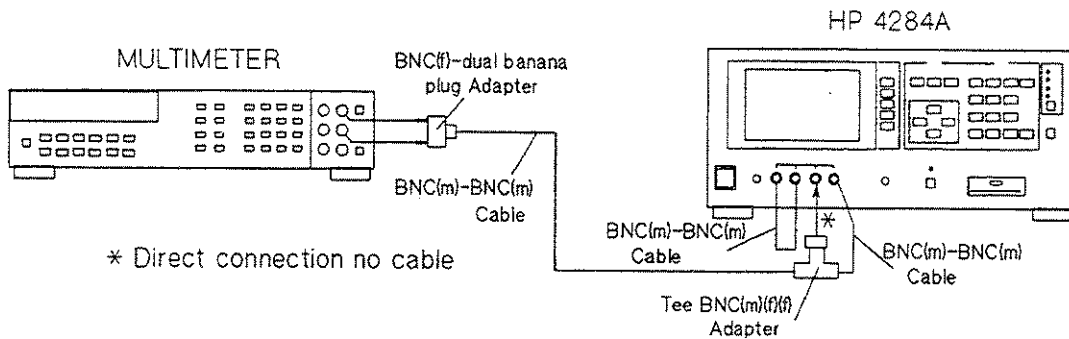 HP 4284A
MULTIMETER
BNC(f)-dual banana
plug Adapter
BNC(m)-BNC(m)
Cable
* Direct connection no cable
BNC(m)-BNC(m)
Cable
*
BNC(m)-BNC(m)
Cable
Tee BNC(m)(f)(f)
Adapter